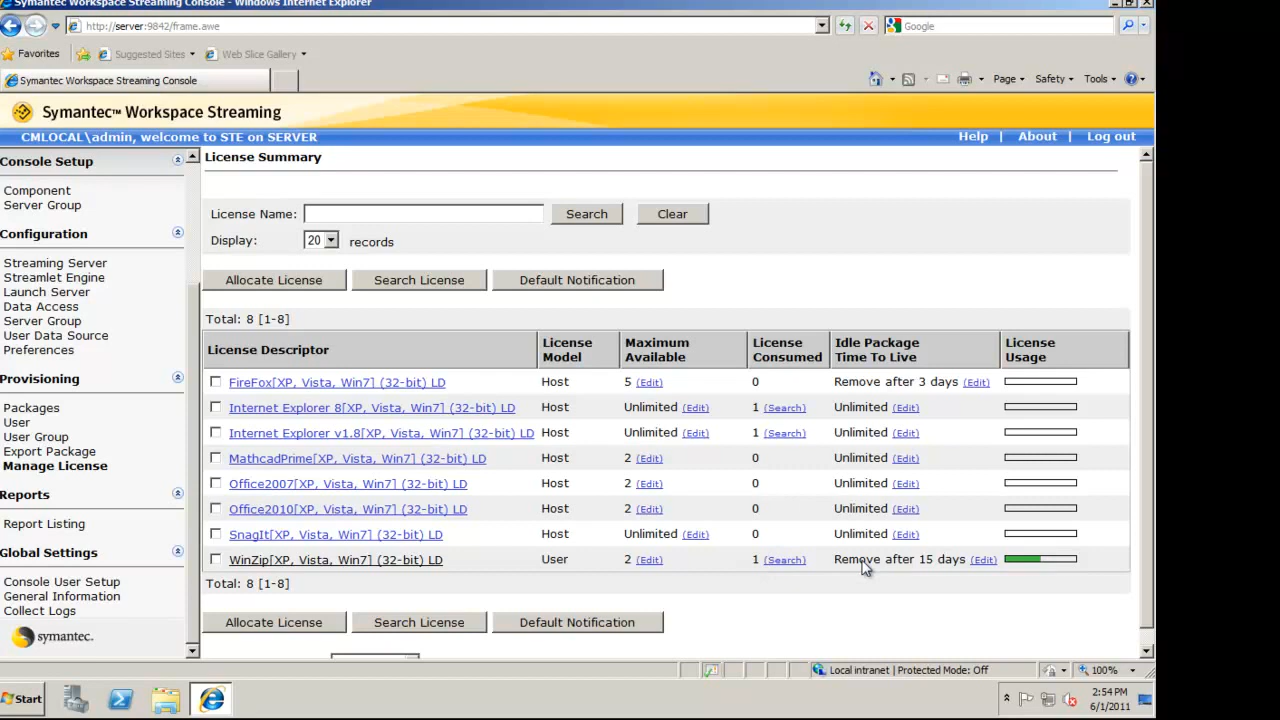 Symantec Workspace Streaming Console - Windows Internet Explorer
http://server:9842/frame.awe
Google
Favorites Suggested Sites Web Slice Gallery
Symantec Workspace Streaming Console Page Safety Tools
Symantec™ Workspace Streaming
CMLOCAL\admin, welcome to STE on SERVER Help | About | Log out
Console Setup
Component
Server Group
Configuration
Streaming Server
Streamlet Engine
Launch Server
Data Access
Server Group
User Data Source
Preferences
Provisioning
Packages
User
User Group
Export Package
Manage License
Reports
Report Listing
Global Settings
Console User Setup
General Information
Collect Logs
symantec.
License Summary
License Name: Search Clear
Display: 20 records
Allocate License Search License Default Notification
Total: 8 [1-8]
License Descriptor License Model Maximum Available License Consumed Idle Package Time To Live License Usage
FireFox[XP, Vista, Win7] (32-bit) LD Host 5 (Edit) 0 Remove after 3 days (Edit)
Internet Explorer 8[XP, Vista, Win7] (32-bit) LD Host Unlimited (Edit) 1 (Search) Unlimited (Edit)
Internet Explorer v1.8[XP, Vista, Win7] (32-bit) LD Host Unlimited (Edit) 1 (Search) Unlimited (Edit)
MathcadPrime[XP, Vista, Win7] (32-bit) LD Host 2 (Edit) 0 Unlimited (Edit)
Office2007[XP, Vista, Win7] (32-bit) LD Host 2 (Edit) 0 Unlimited (Edit)
Office2010[XP, Vista, Win7] (32-bit) LD Host 2 (Edit) 0 Unlimited (Edit)
SnagIt[XP, Vista, Win7] (32-bit) LD Host Unlimited (Edit) 0 Unlimited (Edit)
WinZip[XP, Vista, Win7] (32-bit) LD User 2 (Edit) 1 (Search) Remove after 15 days (Edit)
Total: 8 [1-8]
Allocate License Search License Default Notification
Local intranet | Protected Mode: Off 100%
Start 2:54 PM
6/1/2011